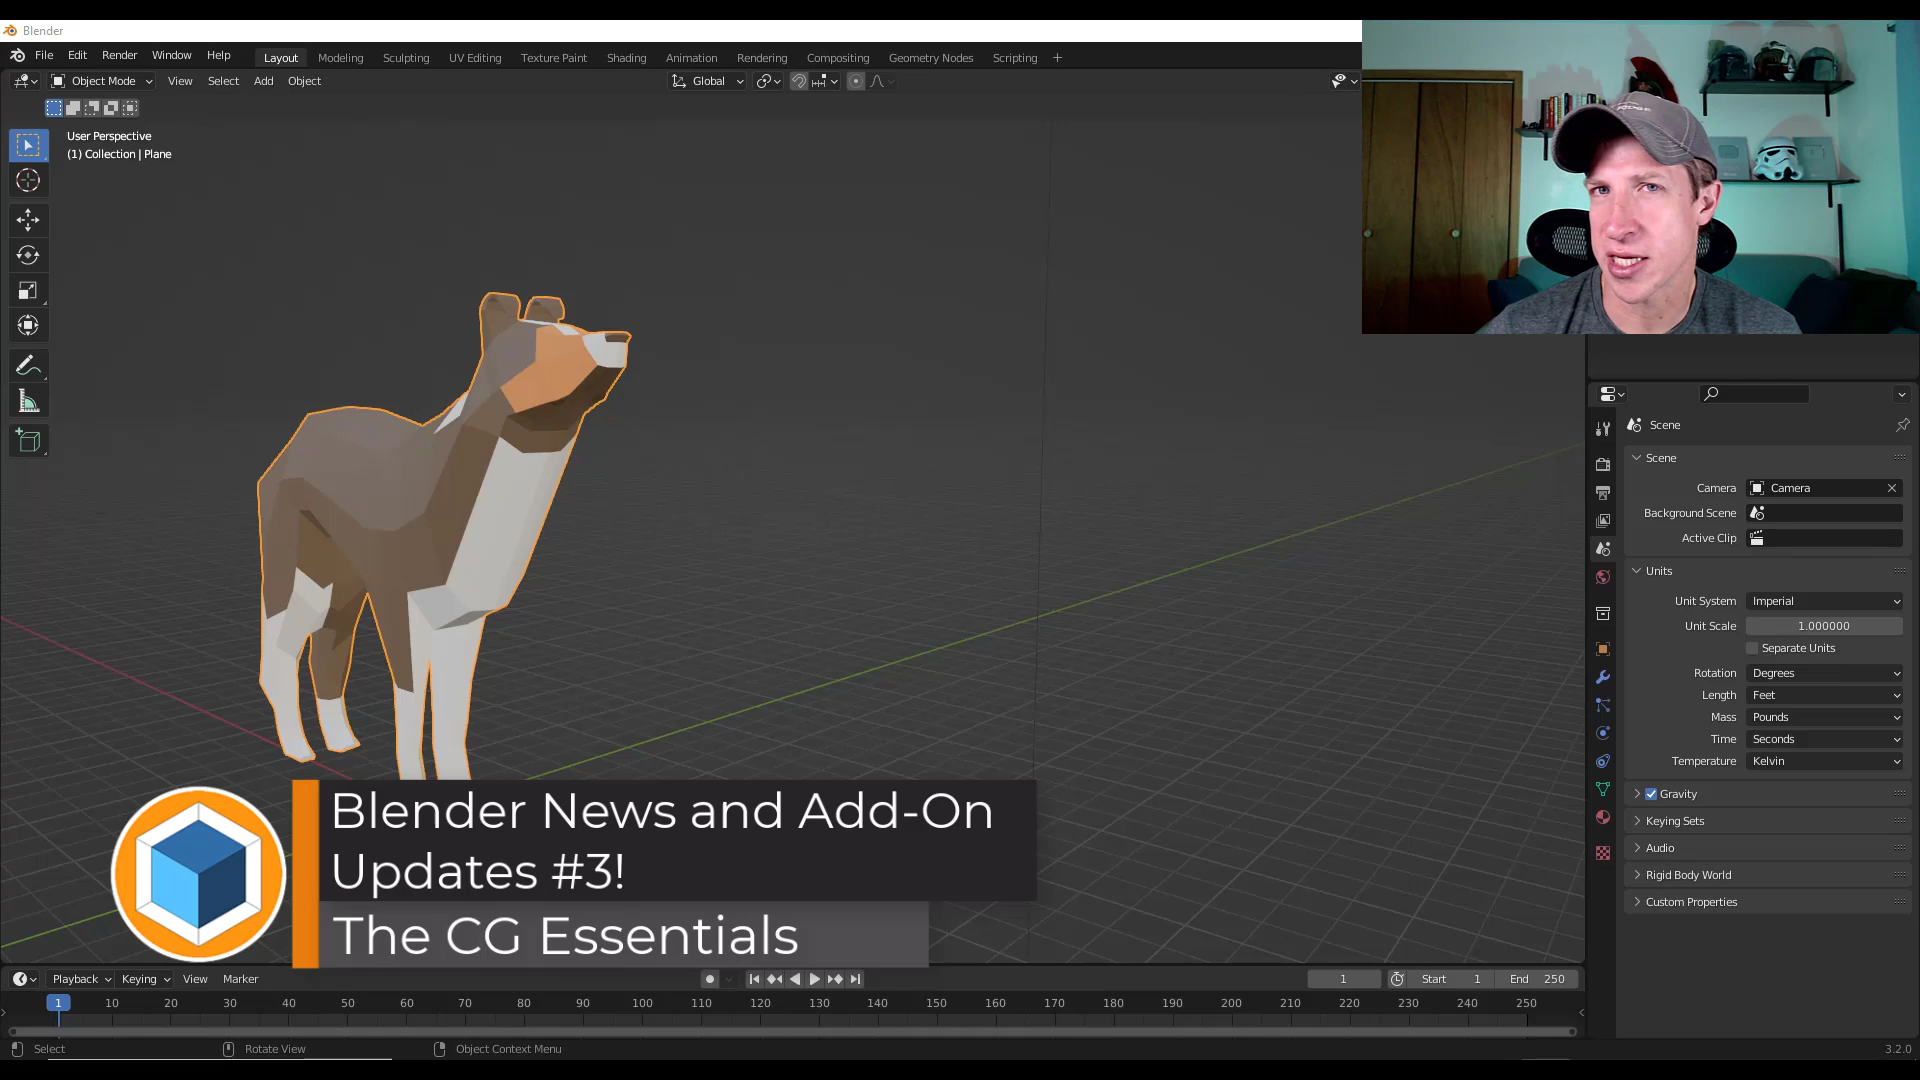 Blender
File Edit Render Window Help Layout Modeling Sculpting UV Editing Texture Paint Shading Animation Rendering Compositing Geometry Nodes Scripting +
Object Mode View Select Add Object Global
User Perspective
(1) Collection | Plane
Scene
Scene
Camera Camera
Background Scene
Active Clip
Units
Unit System Imperial
Unit Scale 1.000000
Separate Units
Rotation Degrees
Length Feet
Mass Pounds
Time Seconds
Temperature Kelvin
Gravity
Keying Sets
Audio
Rigid Body World
Custom Properties
Blender News and Add-On
Updates #3!
The CG Essentials
Playback Keying View Marker 1 Start 1 End 250
1 10 20 30 40 50 60 70 80 90 100 110 120 130 140 150 160 170 180 190 200 210 220 230 240 250
Select Rotate View Object Context Menu 3.2.0